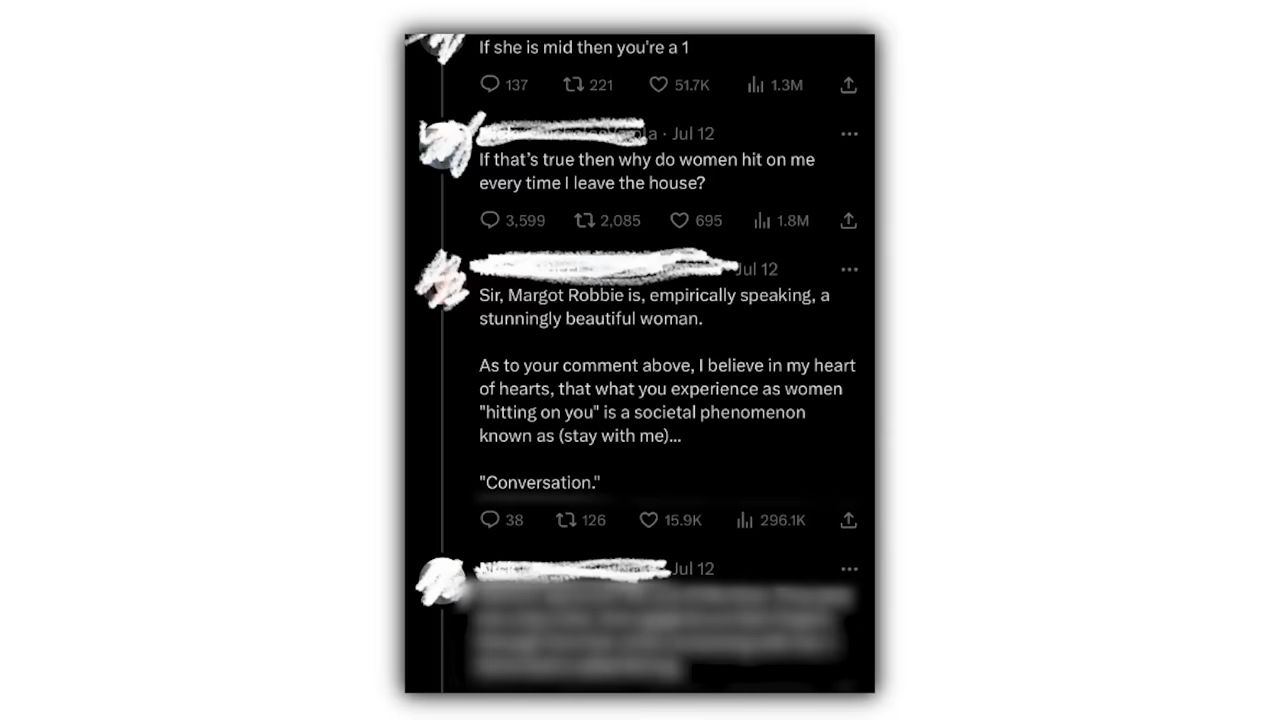 If she is mid then you're a 1
137 221 51.7K 1.3M
· Jul 12
If that's true then why do women hit on me
every time I leave the house?
3,599 2,085 695 1.8M
Jul 12
Sir, Margot Robbie is, empirically speaking, a
stunningly beautiful woman.
As to your comment above, I believe in my heart
of hearts, that what you experience as women
"hitting on you" is a societal phenomenon
known as (stay with me)...
"Conversation."
38 126 15.9K 296.1K
Jul 12